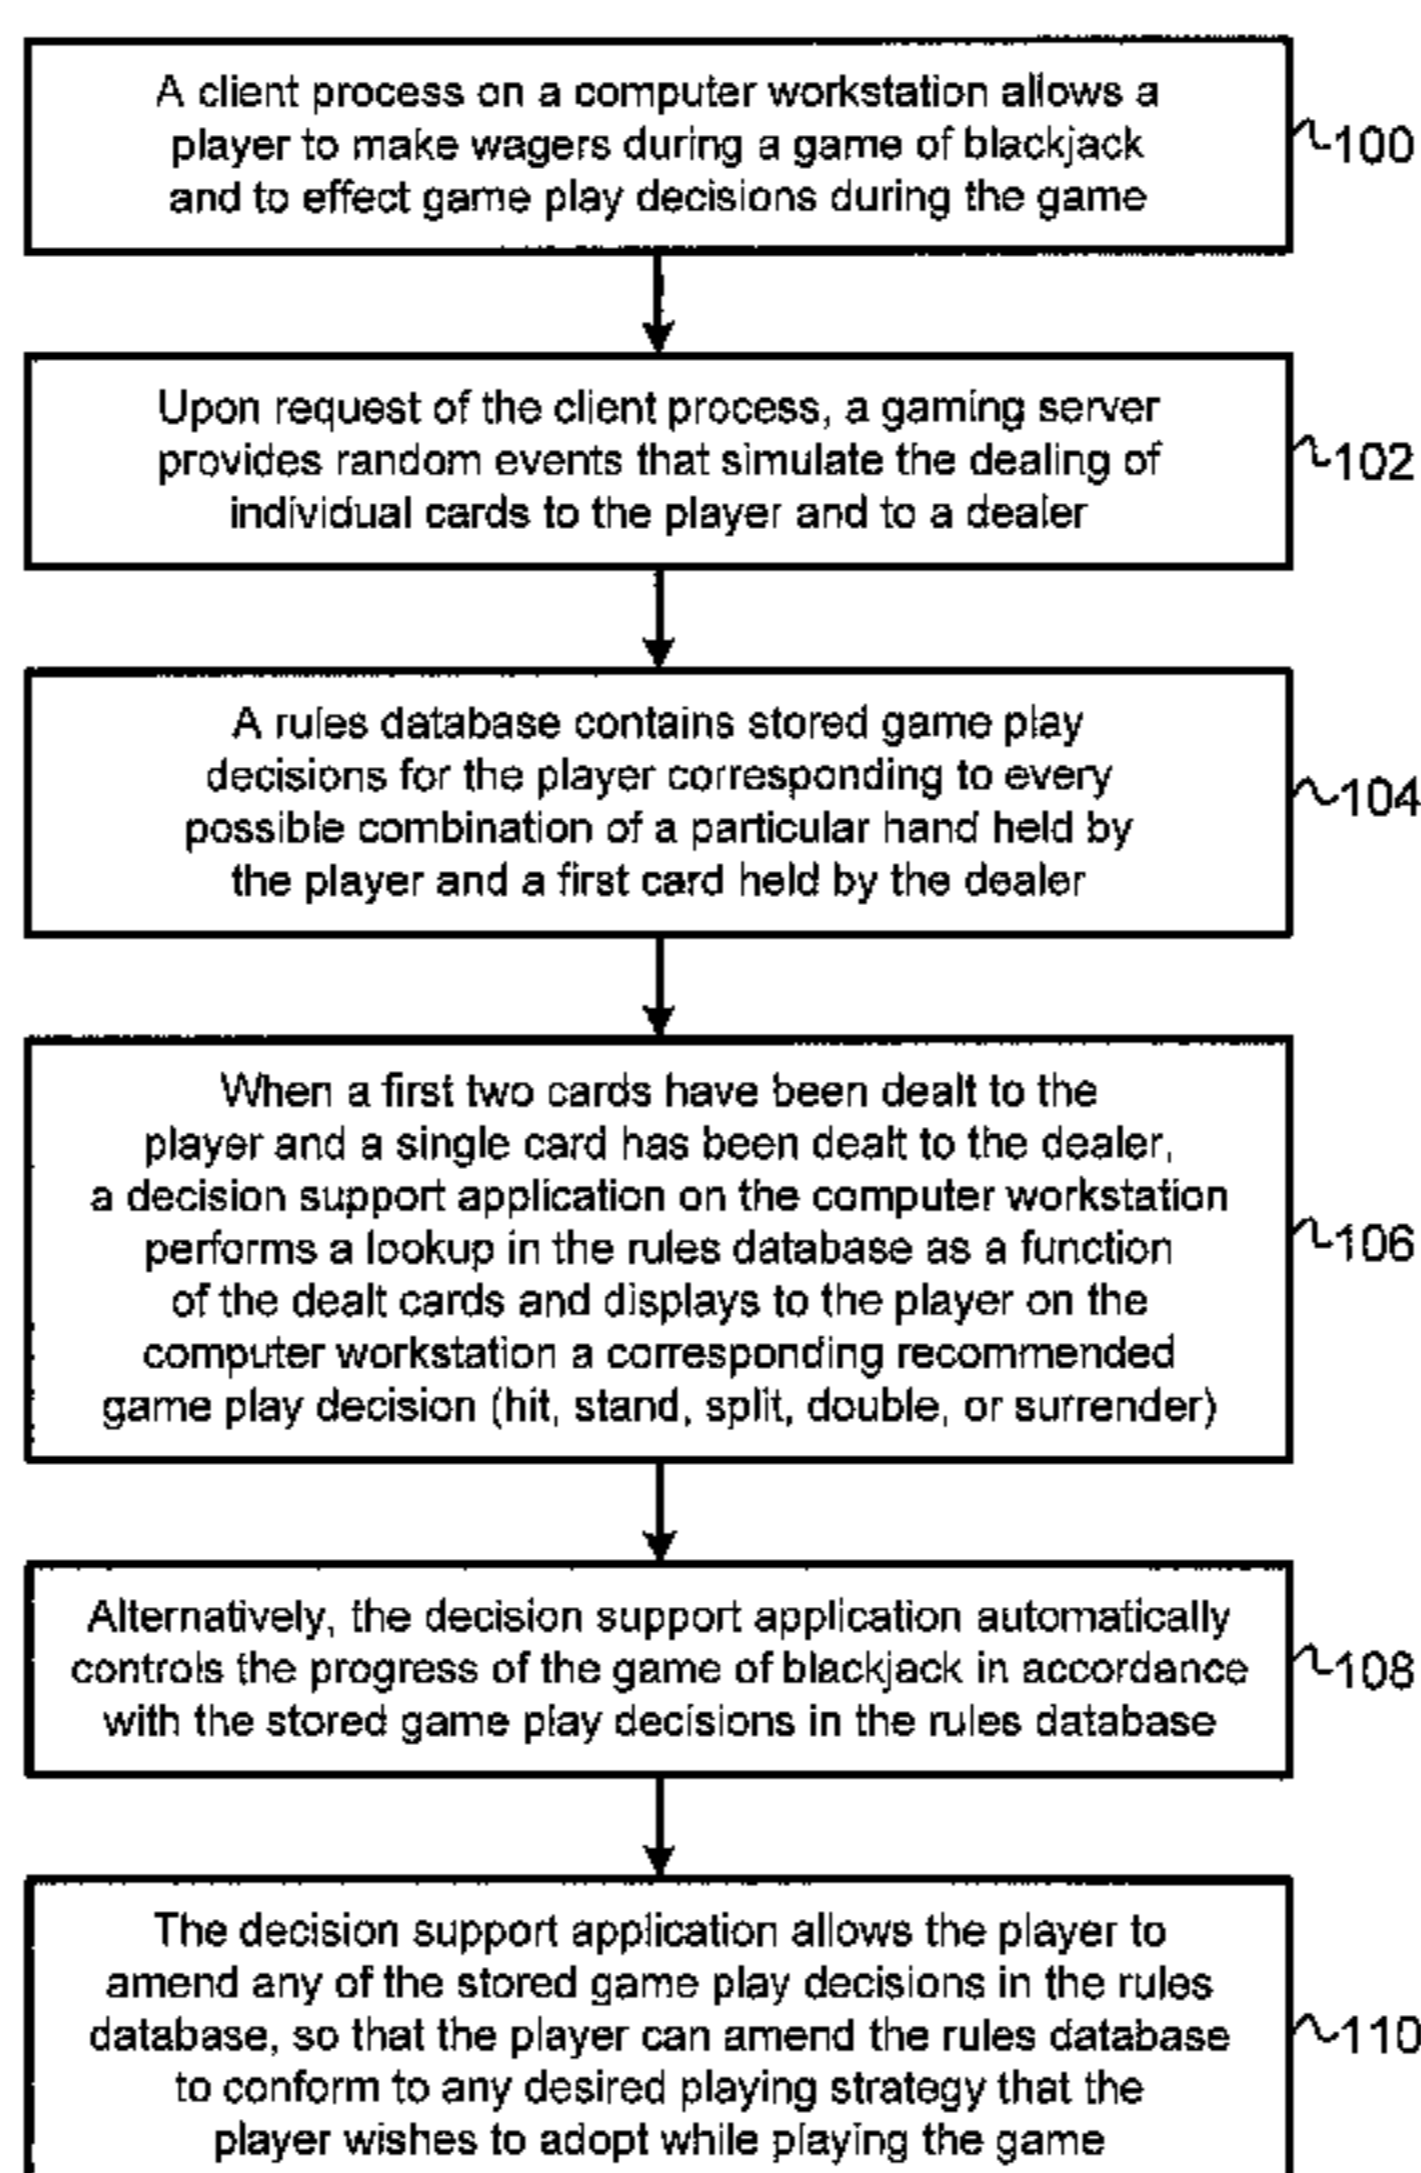 A client process on a computer workstation allows a
player to make wagers during a game of blackjack
and to effect game play decisions during the game
100
Upon request of the client process, a gaming server
provides random events that simulate the dealing of
individual cards to the player and to a dealer
102
A rules database contains stored game play
decisions for the player corresponding to every
possible combination of a particular hand held by
the player and a first card held by the dealer
104
When a first two cards have been dealt to the
player and a single card has been dealt to the dealer,
a decision support application on the computer workstation
performs a lookup in the rules database as a function
of the dealt cards and displays to the player on the
computer workstation a corresponding recommended
game play decision (hit, stand, split, double, or surrender)
106
Alternatively, the decision support application automatically
controls the progress of the game of blackjack in accordance
with the stored game play decisions in the rules database
108
The decision support application allows the player to
amend any of the stored game play decisions in the rules
database, so that the player can amend the rules database
to conform to any desired playing strategy that the
player wishes to adopt while playing the game
110